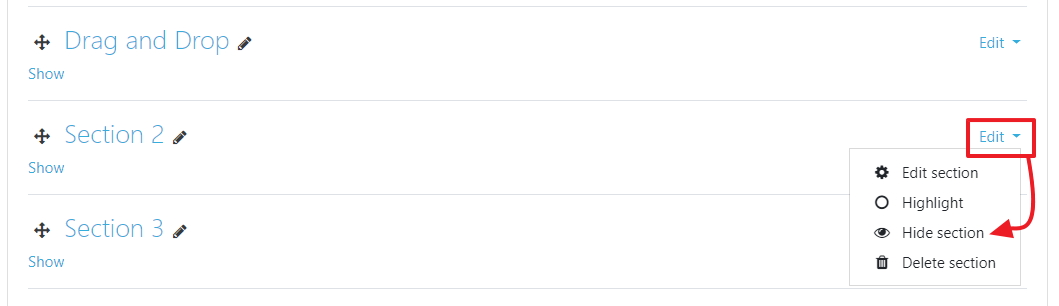 Drag and Drop
Edit
Show
Section 2
Edit
Show
Edit section
Highlight
Hide section
Delete section
Section 3
Show